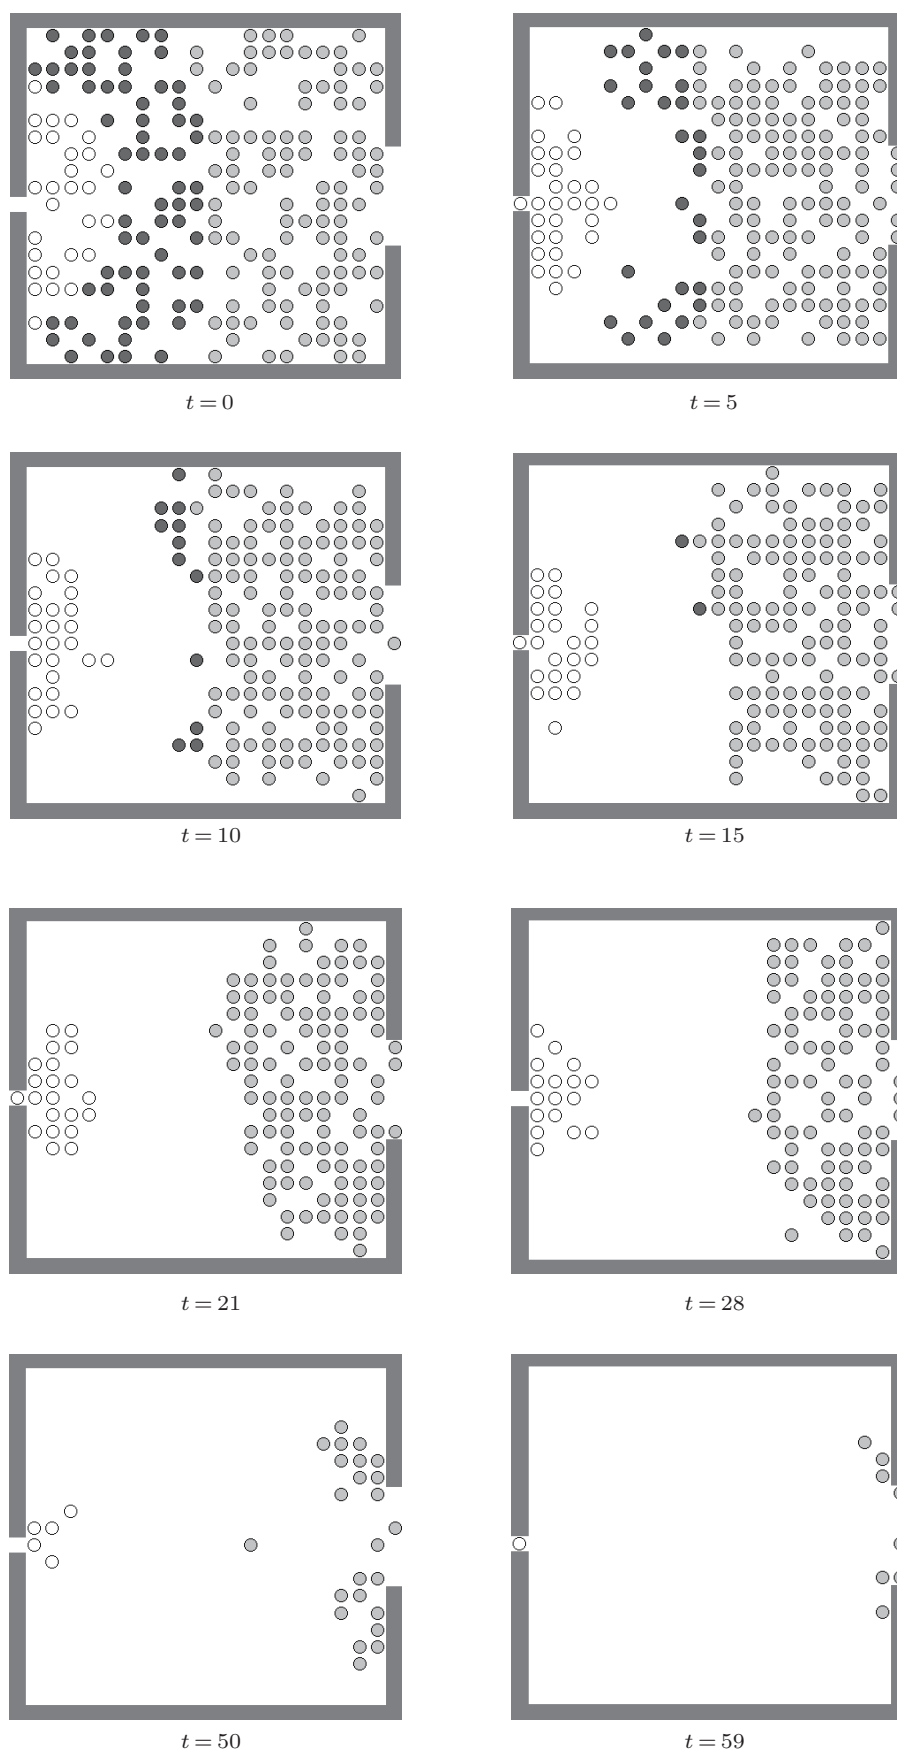 t = 0
t = 5
t = 10
t = 15
t = 21
t = 28
t = 50
t = 59